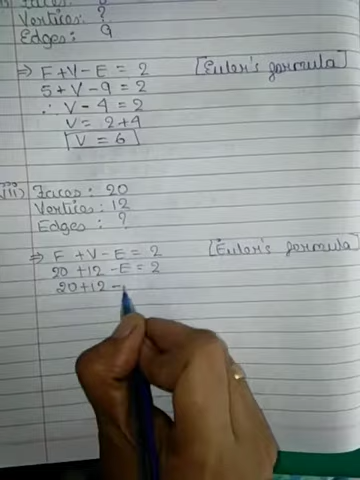 Vertices: ?
Edges: 9
⇒ F+V-E = 2 [Euler's formula]
5+V-9 = 2
∴ V-4 = 2
V = 2+4
V = 6
iii) Faces: 20
Vertices: 12
Edges: ?
⇒ F +V-E = 2 [Euler's formula]
20 +12 -E = 2
20+12 -